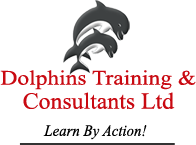 Dolphins Training &
Consultants Ltd
Learn By Action!